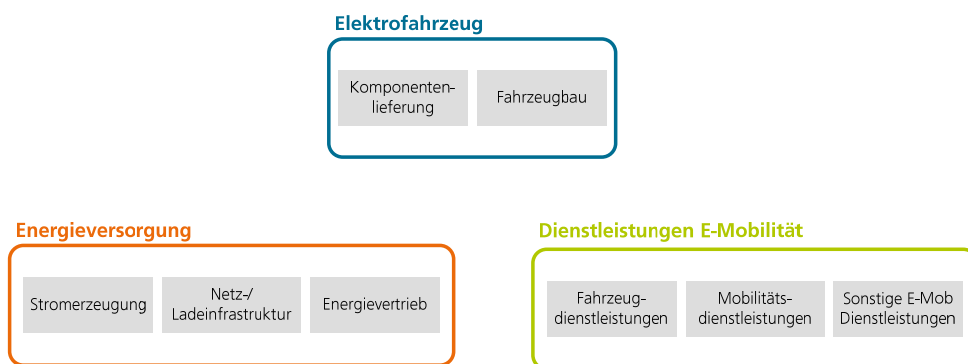 Elektrofahrzeug
Komponenten-
lieferung
Fahrzeugbau
Energieversorgung
Stromerzeugung
Netz-/
Ladeinfrastruktur
Energievertrieb
Dienstleistungen E-Mobilität
Fahrzeug-
dienstleistungen
Mobilitäts-
dienstleistungen
Sonstige E-Mob
Dienstleistungen